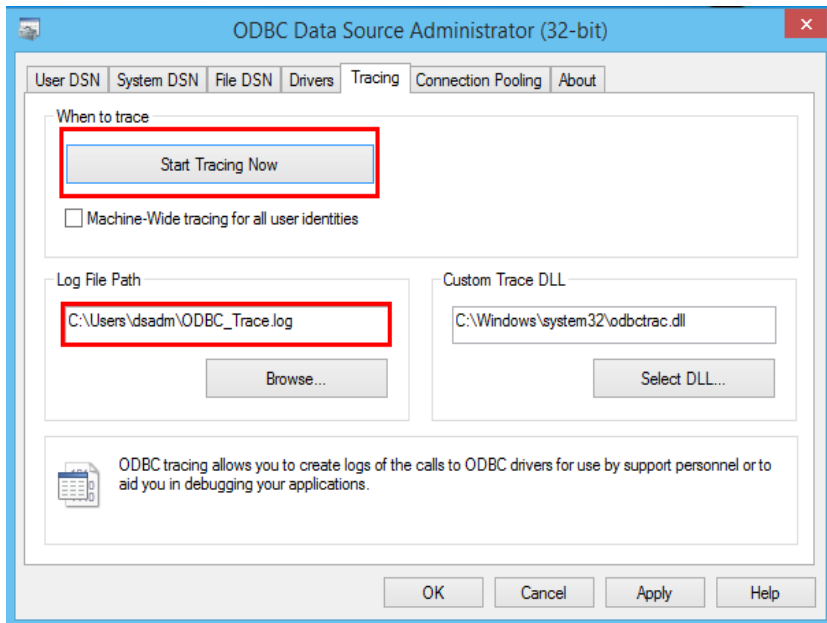 ODBC Data Source Administrator (32-bit)
User DSN System DSN File DSN Drivers Tracing Connection Pooling About
When to trace
Start Tracing Now
Machine-Wide tracing for all user identities
Log File Path
C:\Users\dsadm\ODBC_Trace.log
Browse...
Custom Trace DLL
C:\Windows\system32\odbctrac.dll
Select DLL...
ODBC tracing allows you to create logs of the calls to ODBC drivers for use by support personnel or to
aid you in debugging your applications.
OK Cancel Apply Help